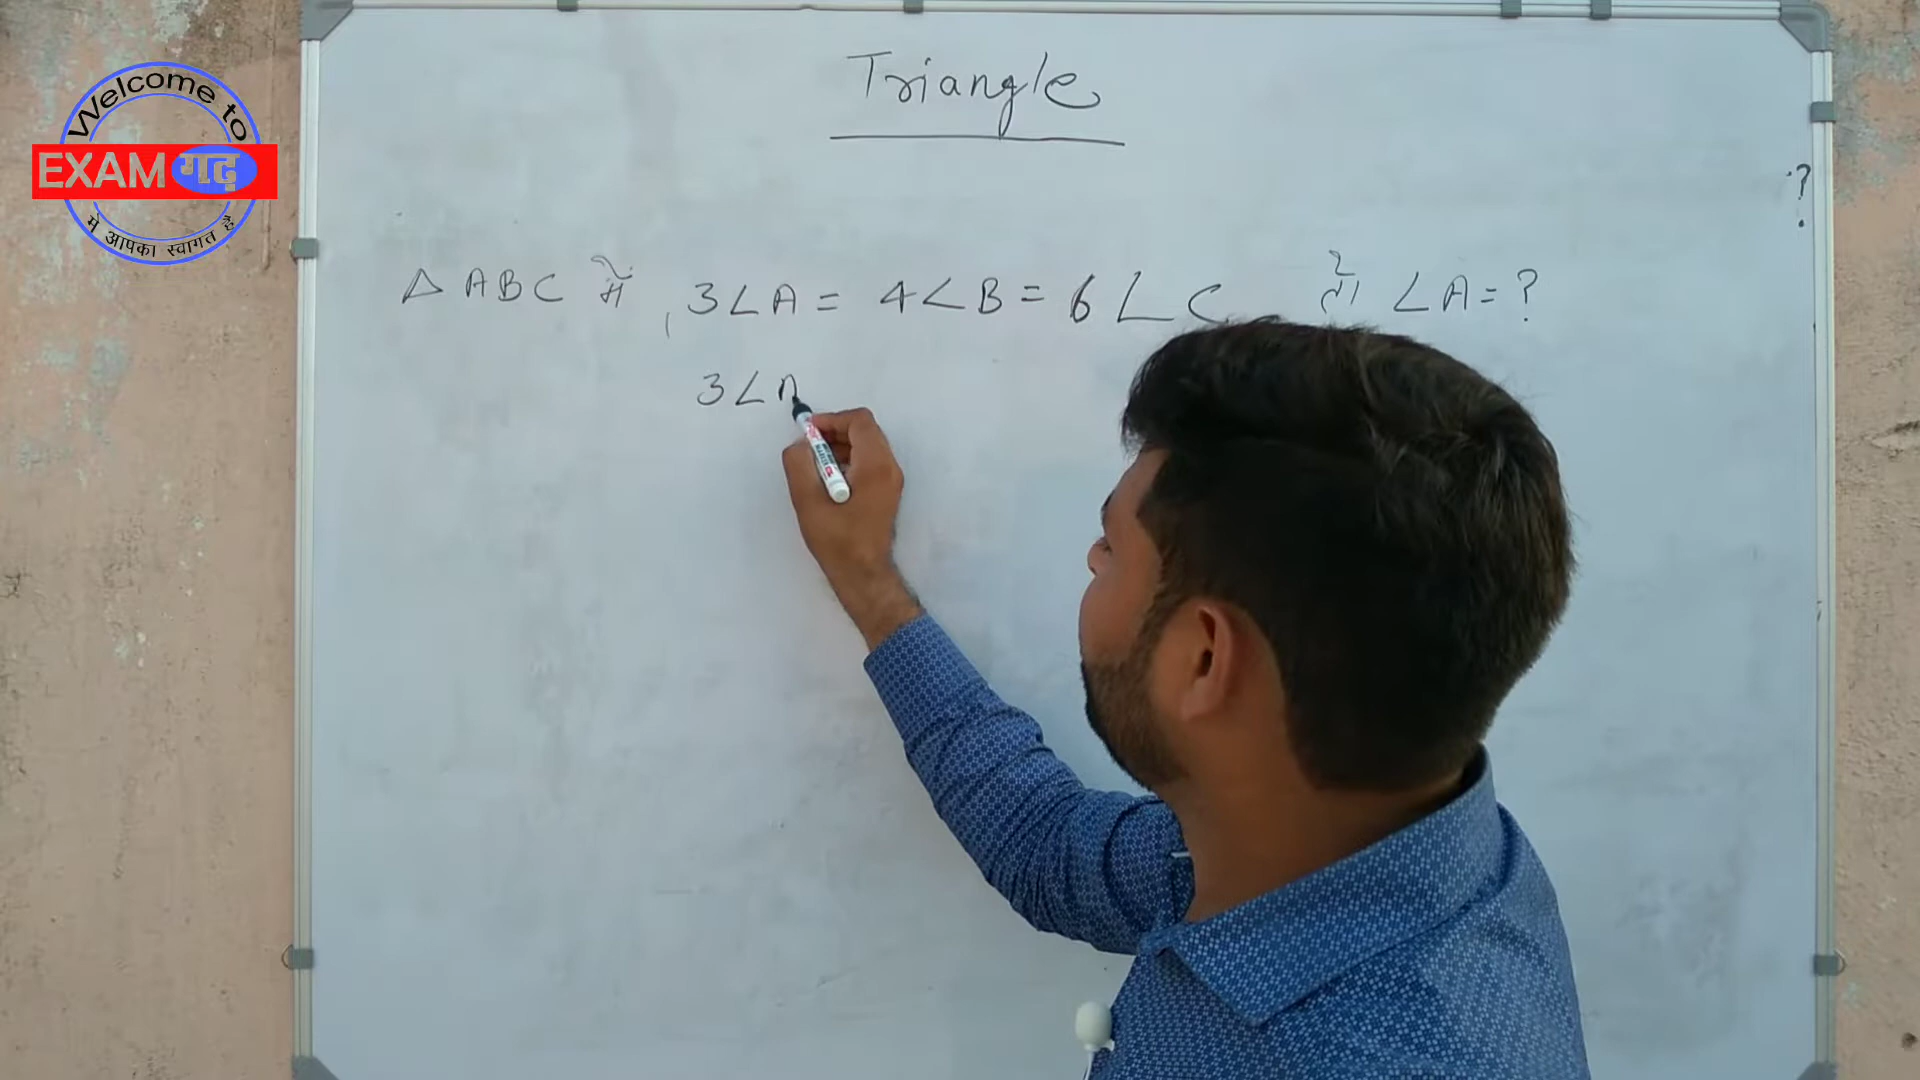 Welcome to
EXAM गढ़
मे आपका स्वागत है
Triangle
?
△ABC में, 3∠A = 4∠B = 6∠C तो ∠A = ?
3∠A